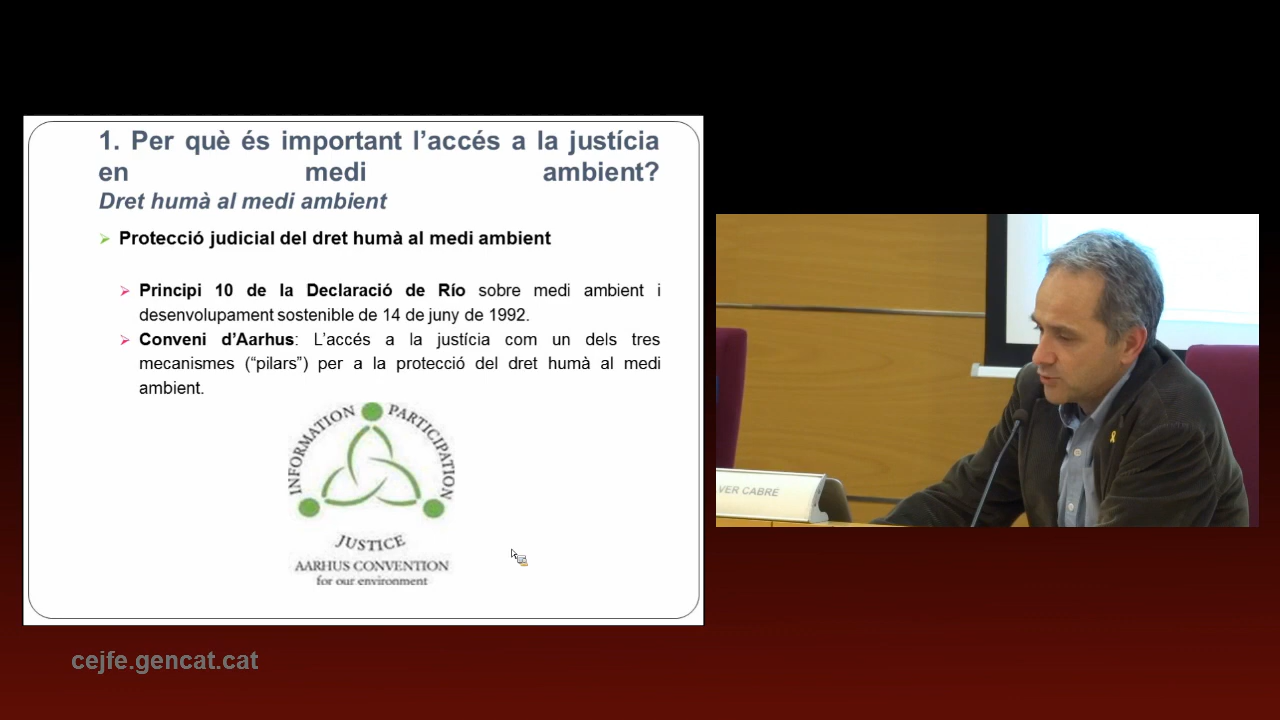 1. Per què és important l'accés a la justícia
en medi ambient?
Dret humà al medi ambient
Protecció judicial del dret humà al medi ambient
Principi 10 de la Declaració de Río sobre medi ambient i
desenvolupament sostenible de 14 de juny de 1992.
Conveni d'Aarhus: L'accés a la justícia com un dels tres
mecanismes ("pilars") per a la protecció del dret humà al medi
ambient.
INFORMATION PARTICIPATION
JUSTICE
AARHUS CONVENTION
for our environment
VER CABRE
cejfe.gencat.cat